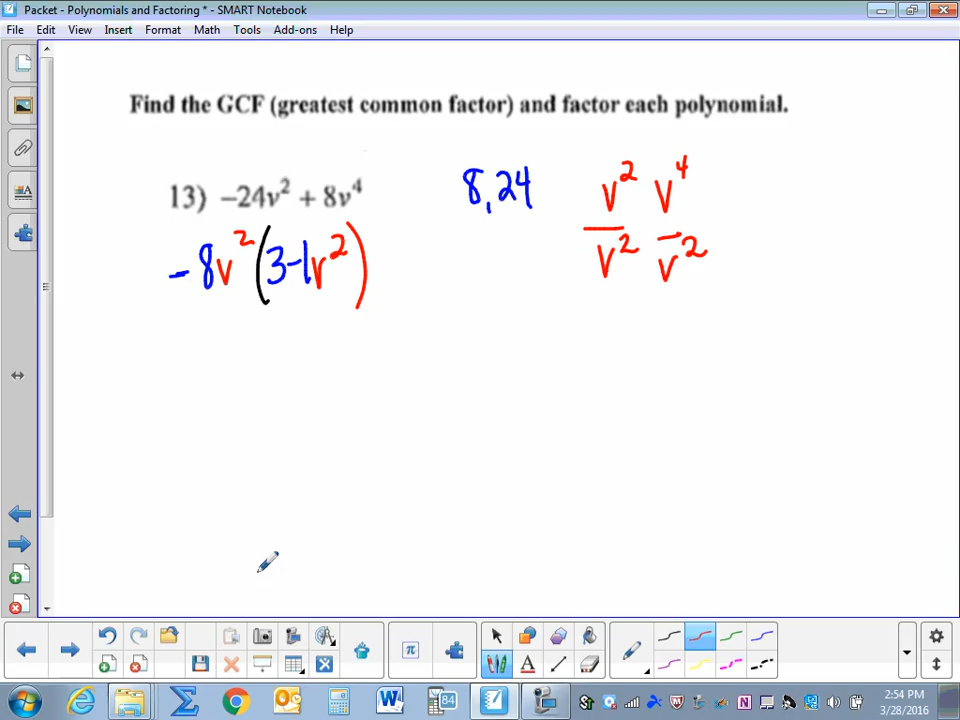 Packet - Polynomials and Factoring * - SMART Notebook
File Edit View Insert Format Math Tools Add-ons Help
Find the GCF (greatest common factor) and factor each polynomial.
13) −24v² + 8v⁴
8, 24
v² v⁴
v² v²
-8v²(3-1v²)
π
84
N
2:54 PM
3/28/2016